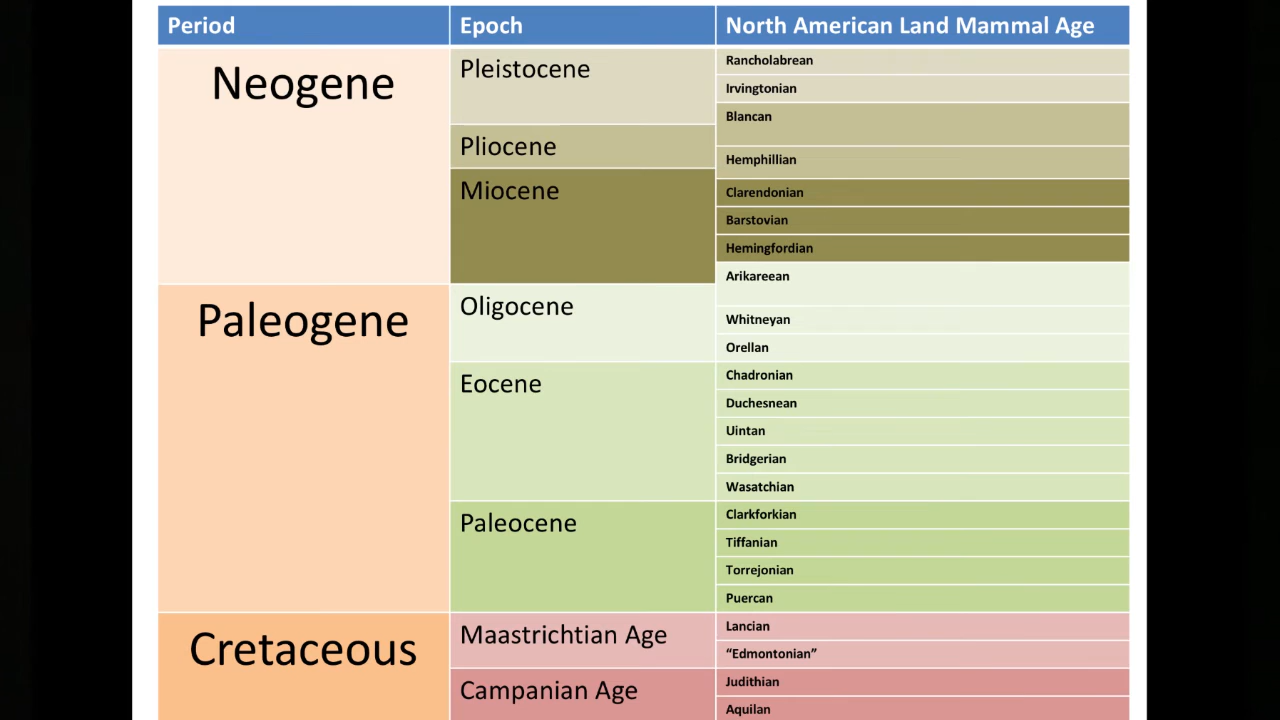 Period Epoch North American Land Mammal Age
Neogene Pleistocene Rancholabrean
Irvingtonian
Blancan
Pliocene
Hemphillian
Miocene Clarendonian
Barstovian
Hemingfordian
Arikareean
Paleogene Oligocene
Whitneyan
Orellan
Eocene Chadronian
Duchesnean
Uintan
Bridgerian
Wasatchian
Paleocene Clarkforkian
Tiffanian
Torrejonian
Puercan
Cretaceous Maastrichtian Age Lancian
“Edmontonian”
Campanian Age Judithian
Aquilan